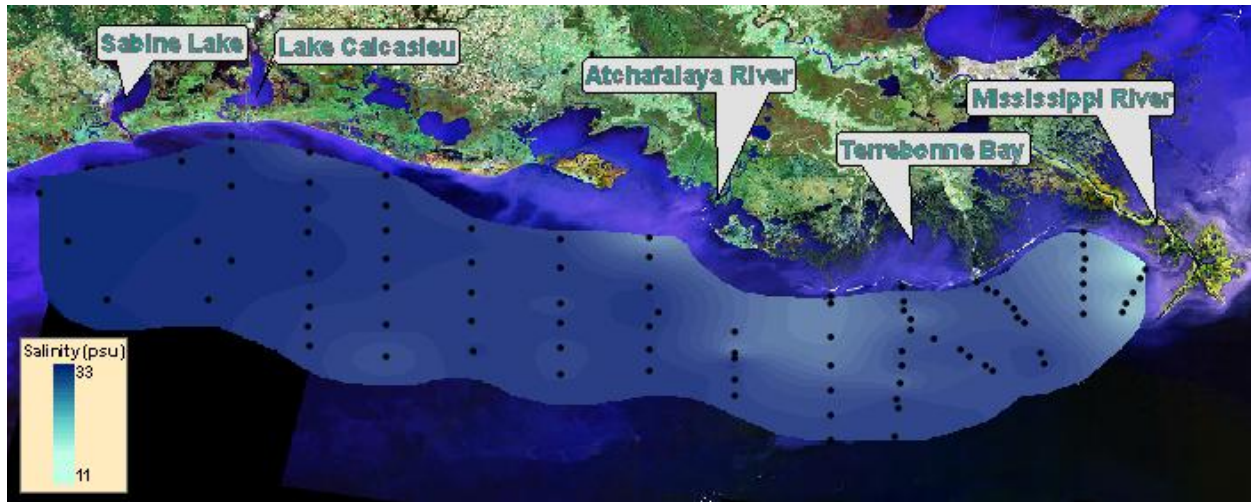 Sabine Lake
Lake Calcasieu
Atchafalaya River
Mississippi River
Terrebonne Bay
Salinity (psu)
33
11